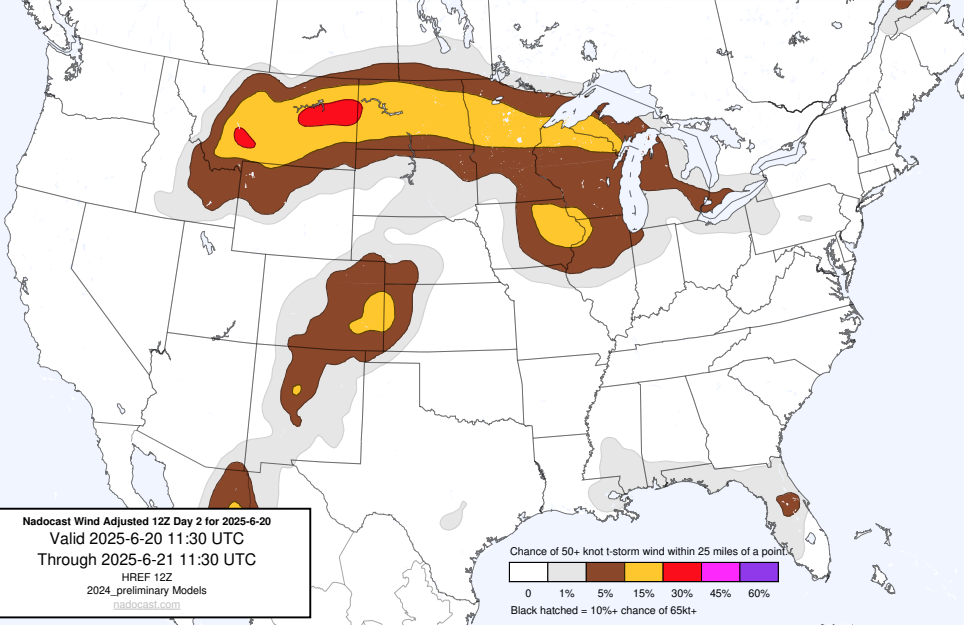 Nadocast Wind Adjusted 12Z Day 2 for 2025-6-20
Valid 2025-6-20 11:30 UTC
Through 2025-6-21 11:30 UTC
HREF 12Z
2024_preliminary Models
nadocast.com
Chance of 50+ knot t-storm wind within 25 miles of a point.
0 1% 5% 15% 30% 45% 60%
Black hatched = 10%+ chance of 65kt+